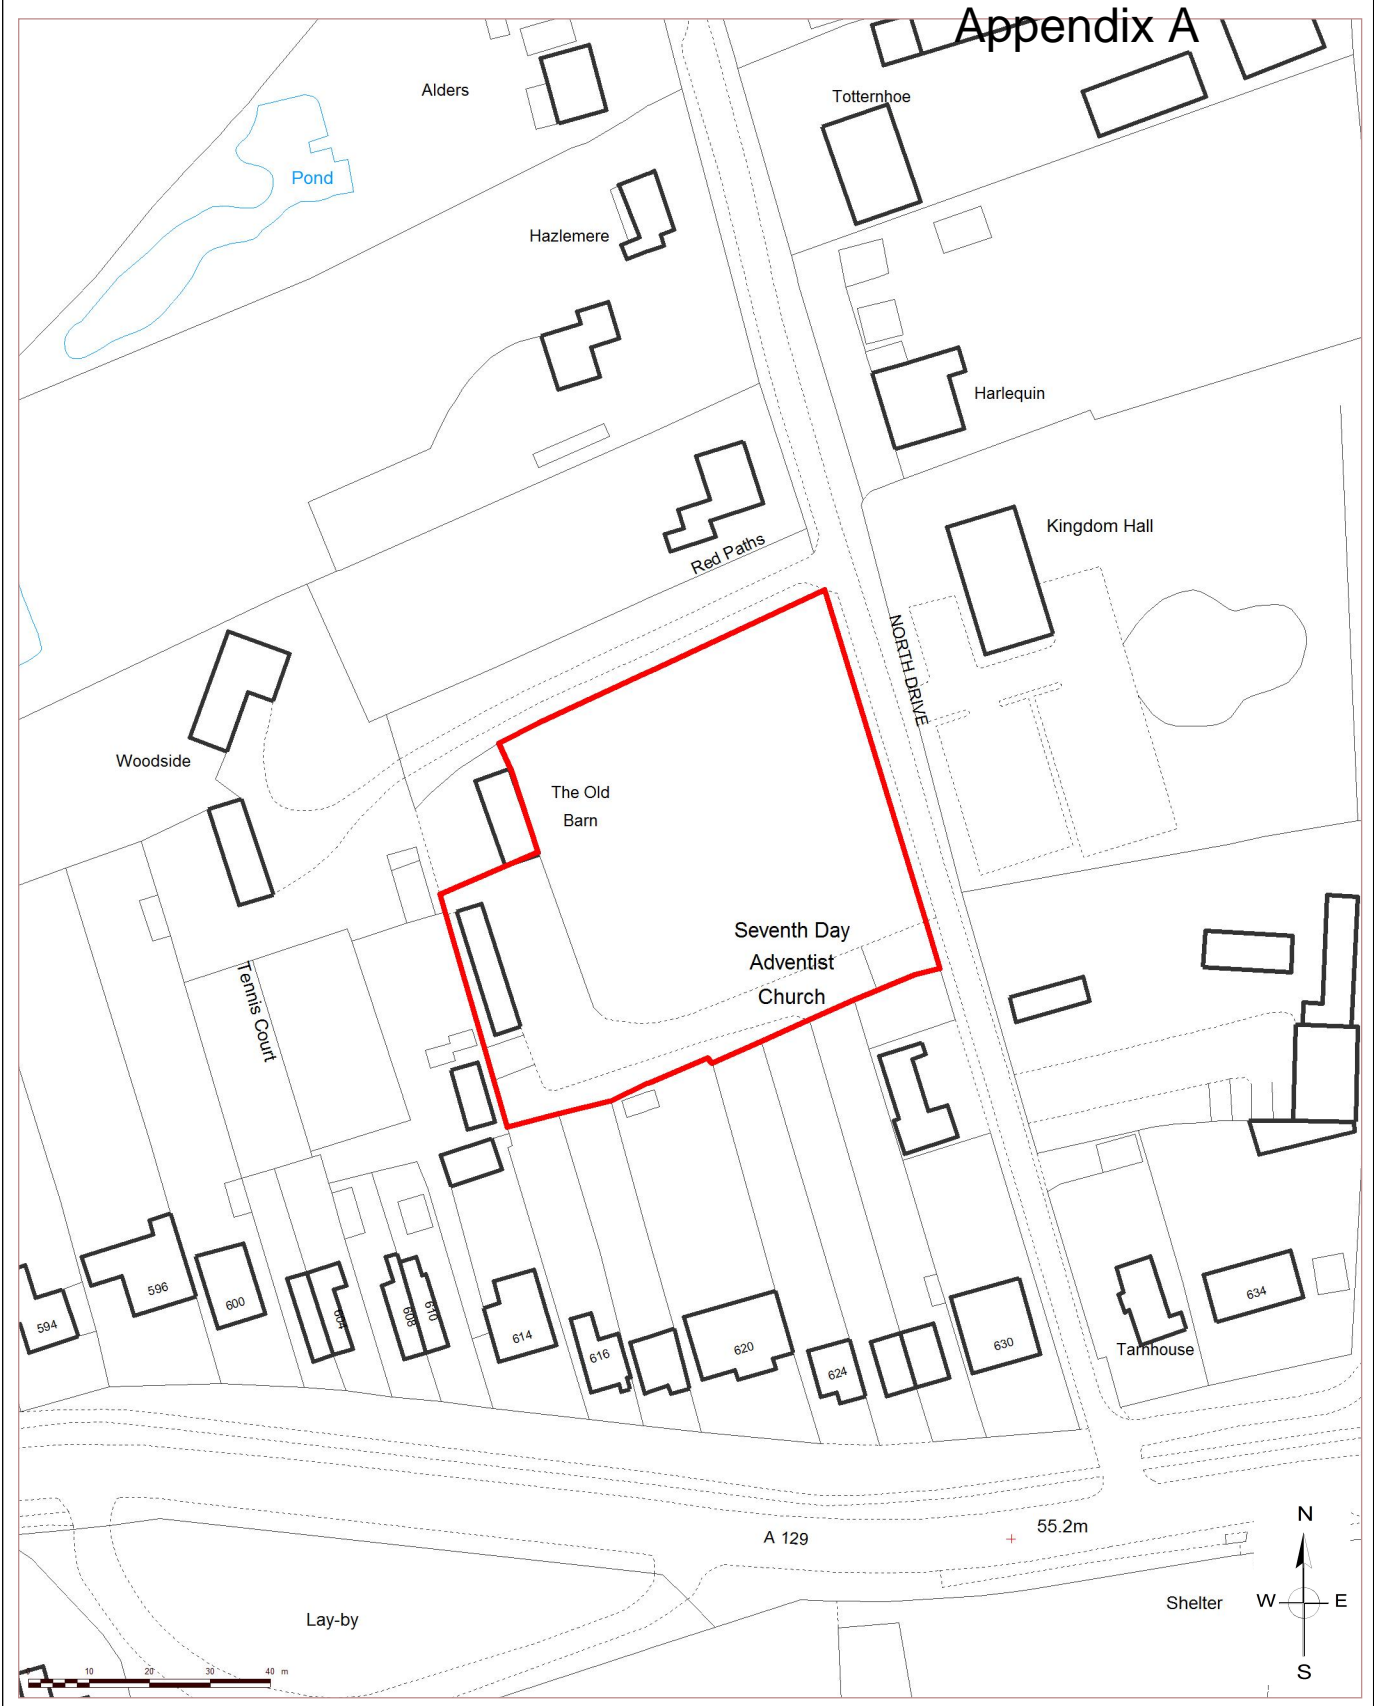 Appendix A
Alders
Totternhoe
Pond
Hazlemere
Harlequin
Kingdom Hall
Red Paths
NORTH DRIVE
Woodside
The Old
Barn
Seventh Day
Adventist
Church
Tennis Court
596
600
594
604
608
610
614
616
620
624
630
634
Tarnhouse
A 129
55.2m
Lay-by
Shelter
N
W
E
S
0
10
20
30
40
m